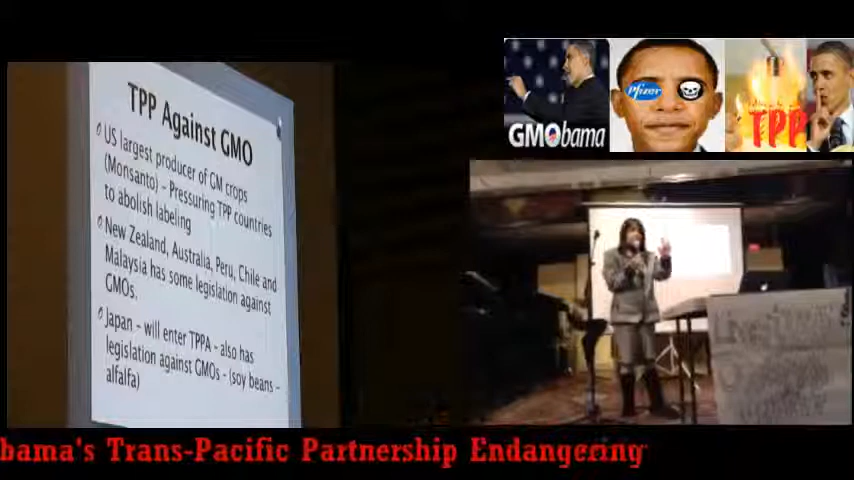 TPP Against GMO
US largest producer of GM crops
(Monsanto) - Pressuring TPP countries
to abolish labeling
New Zealand, Australia, Peru, Chile and
Malaysia has some legislation against
GMOs.
Japan - will enter TPPA - also has
legislation against GMOs - (soy beans -
alfalfa)
GMObama
Pfizer
TPP
bama's Trans-Pacific Partnership Endangering